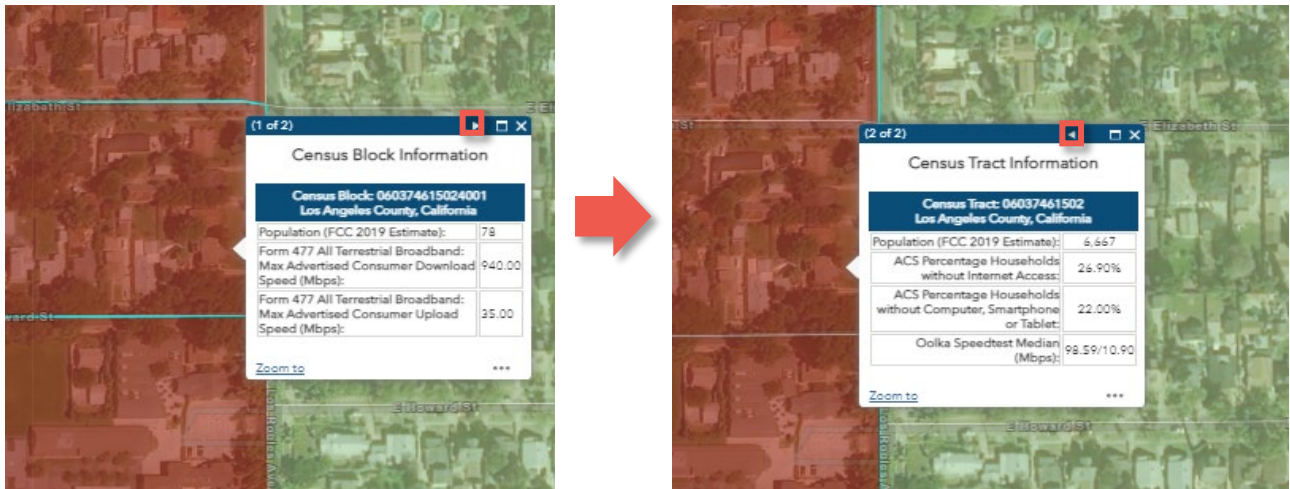 (1 of 2)
Census Block Information
Census Block: 060374615024001
Los Angeles County, California
Population (FCC 2019 Estimate): 78
Form 477 All Terrestrial Broadband:
Max Advertised Consumer Download 940.00
Speed (Mbps):
Form 477 All Terrestrial Broadband:
Max Advertised Consumer Upload 35.00
Speed (Mbps):
Zoom to
E Howard St
(2 of 2)
E Elizabeth St
Census Tract Information
Census Tract: 06037461502
Los Angeles County, California
Population (FCC 2019 Estimate): 6,667
ACS Percentage Households
without Internet Access: 26.90%
ACS Percentage Households
without Computer, Smartphone 22.00%
or Tablet:
Oolka Speedtest Median
(Mbps): 98.59/10.90
Zoom to
E Howard St